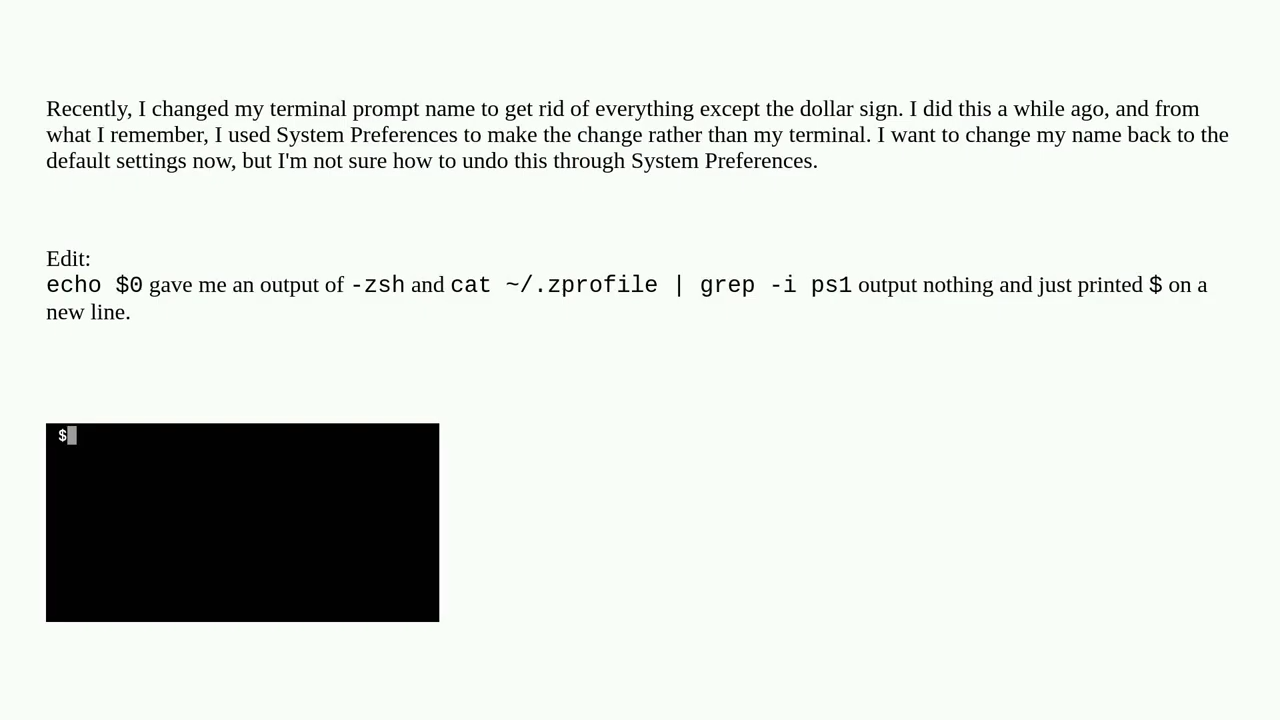 Recently, I changed my terminal prompt name to get rid of everything except the dollar sign. I did this a while ago, and from
what I remember, I used System Preferences to make the change rather than my terminal. I want to change my name back to the
default settings now, but I'm not sure how to undo this through System Preferences.
Edit:
echo $0 gave me an output of -zsh and cat ~/.zprofile | grep -i ps1 output nothing and just printed $ on a
new line.
$